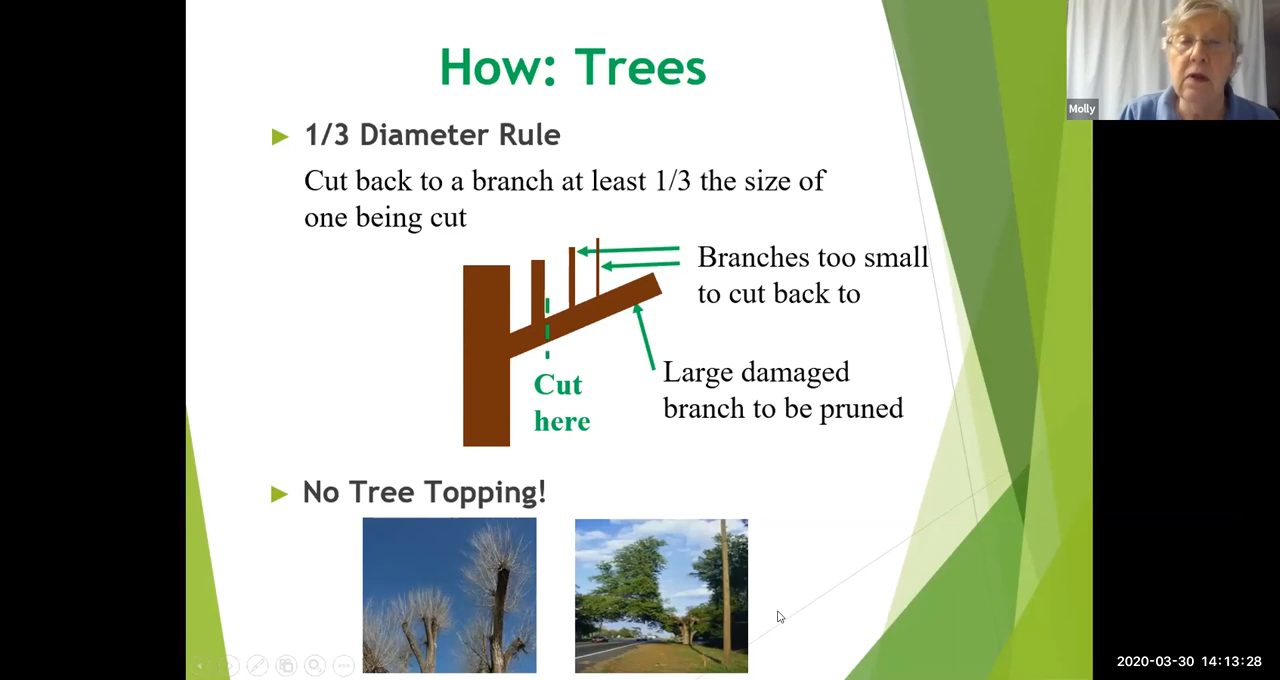 How: Trees
1/3 Diameter Rule
Cut back to a branch at least 1/3 the size of
one being cut
Branches too small
to cut back to
Large damaged
branch to be pruned
Cut
here
No Tree Topping!
Molly
2020-03-30 14:13:28